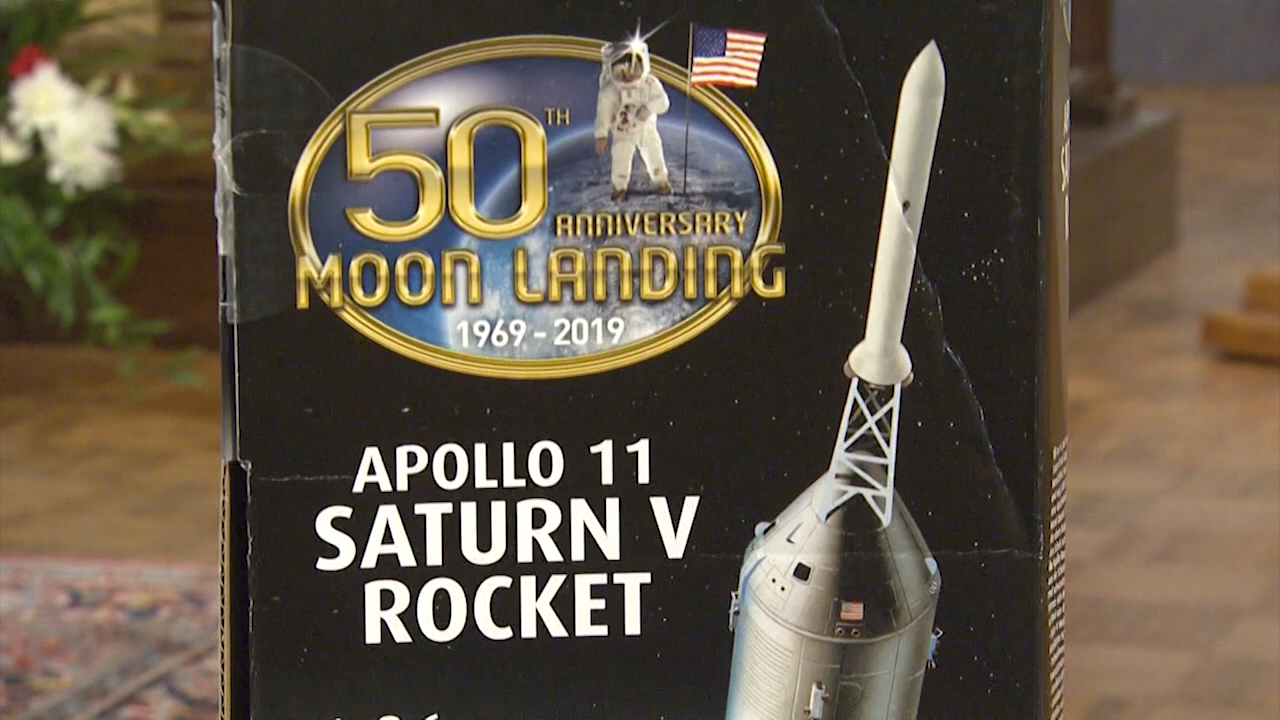 50TH
ANNIVERSARY
MOON LANDING
1969 - 2019
APOLLO 11
SATURN V
ROCKET